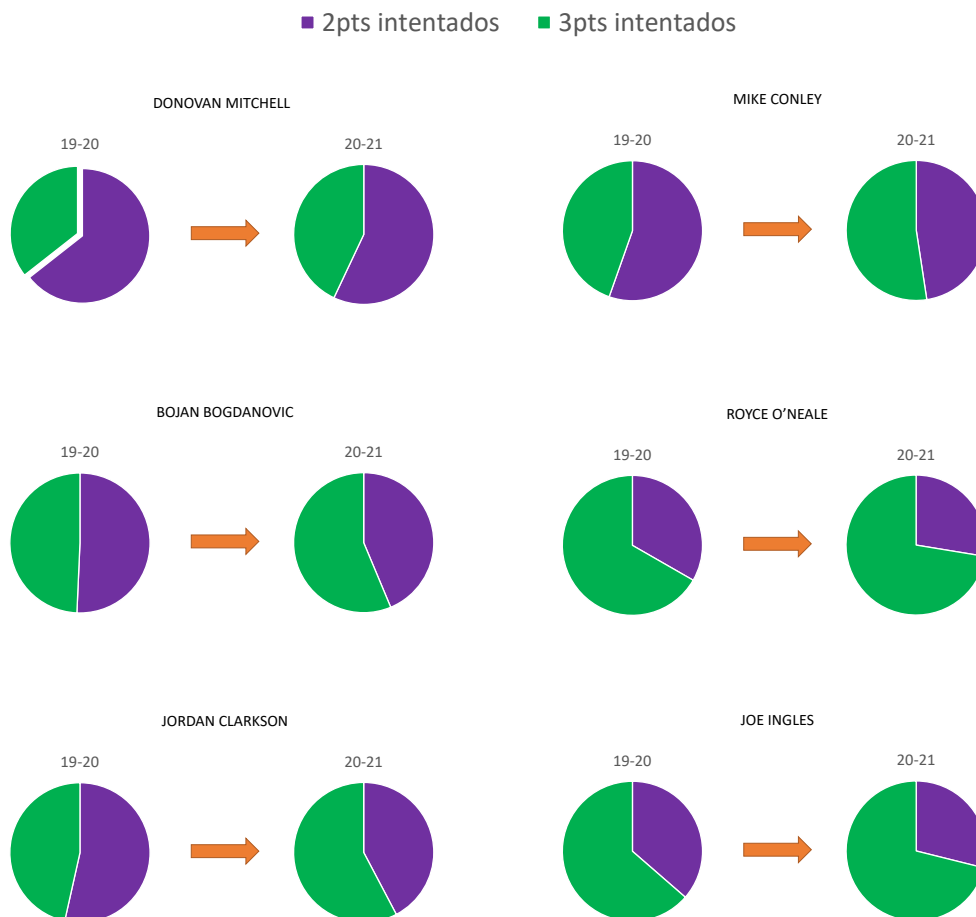 2pts intentados 3pts intentados
DONOVAN MITCHELL
19-20 20-21
MIKE CONLEY
19-20 20-21
BOJAN BOGDANOVIC
19-20 20-21
ROYCE O’NEALE
19-20 20-21
JORDAN CLARKSON
19-20 20-21
JOE INGLES
19-20 20-21